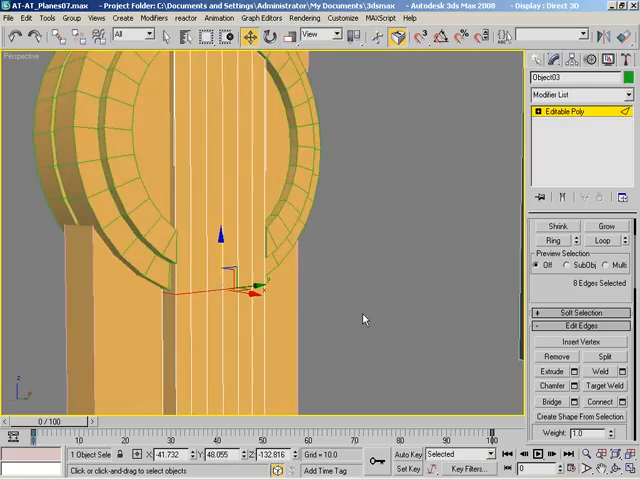 AT-AT_Planes07.max - Project Folder: C:\Documents and Settings\Administrator\My Documents\3dsmax - Autodesk 3ds Max 2008 - Display : Direct 3D
File Edit Tools Group Views Create Modifiers reactor Animation Graph Editors Rendering Customize MAXScript Help
All View
Perspective
Object03
Modifier List
Editable Poly
Shrink Grow
Ring Loop
Preview Selection
Off SubObj Multi
8 Edges Selected
+ Soft Selection
- Edit Edges
Insert Vertex
Remove Split
Extrude Weld
Chamfer Target Weld
Bridge Connect
Create Shape From Selection
Weight: 1.0
z
0 / 100
0 10 20 30 40 50 60 70 80 90 100
1 Object Sele X: -41.732 Y: 48.055 Z: -132.816 Grid = 10.0 Auto Key Selected
Click or click-and-drag to select objects Add Time Tag Set Key Key Filters... 0